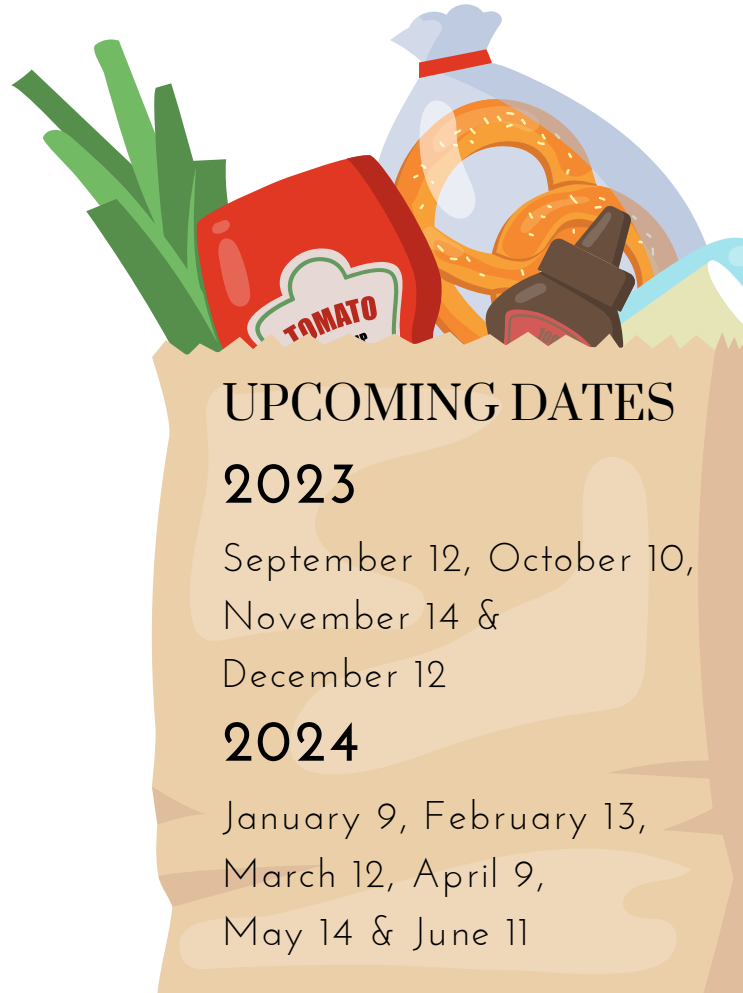 TOMATO
UPCOMING DATES
2023
September 12, October 10,
November 14 &
December 12
2024
January 9, February 13,
March 12, April 9,
May 14 & June 11